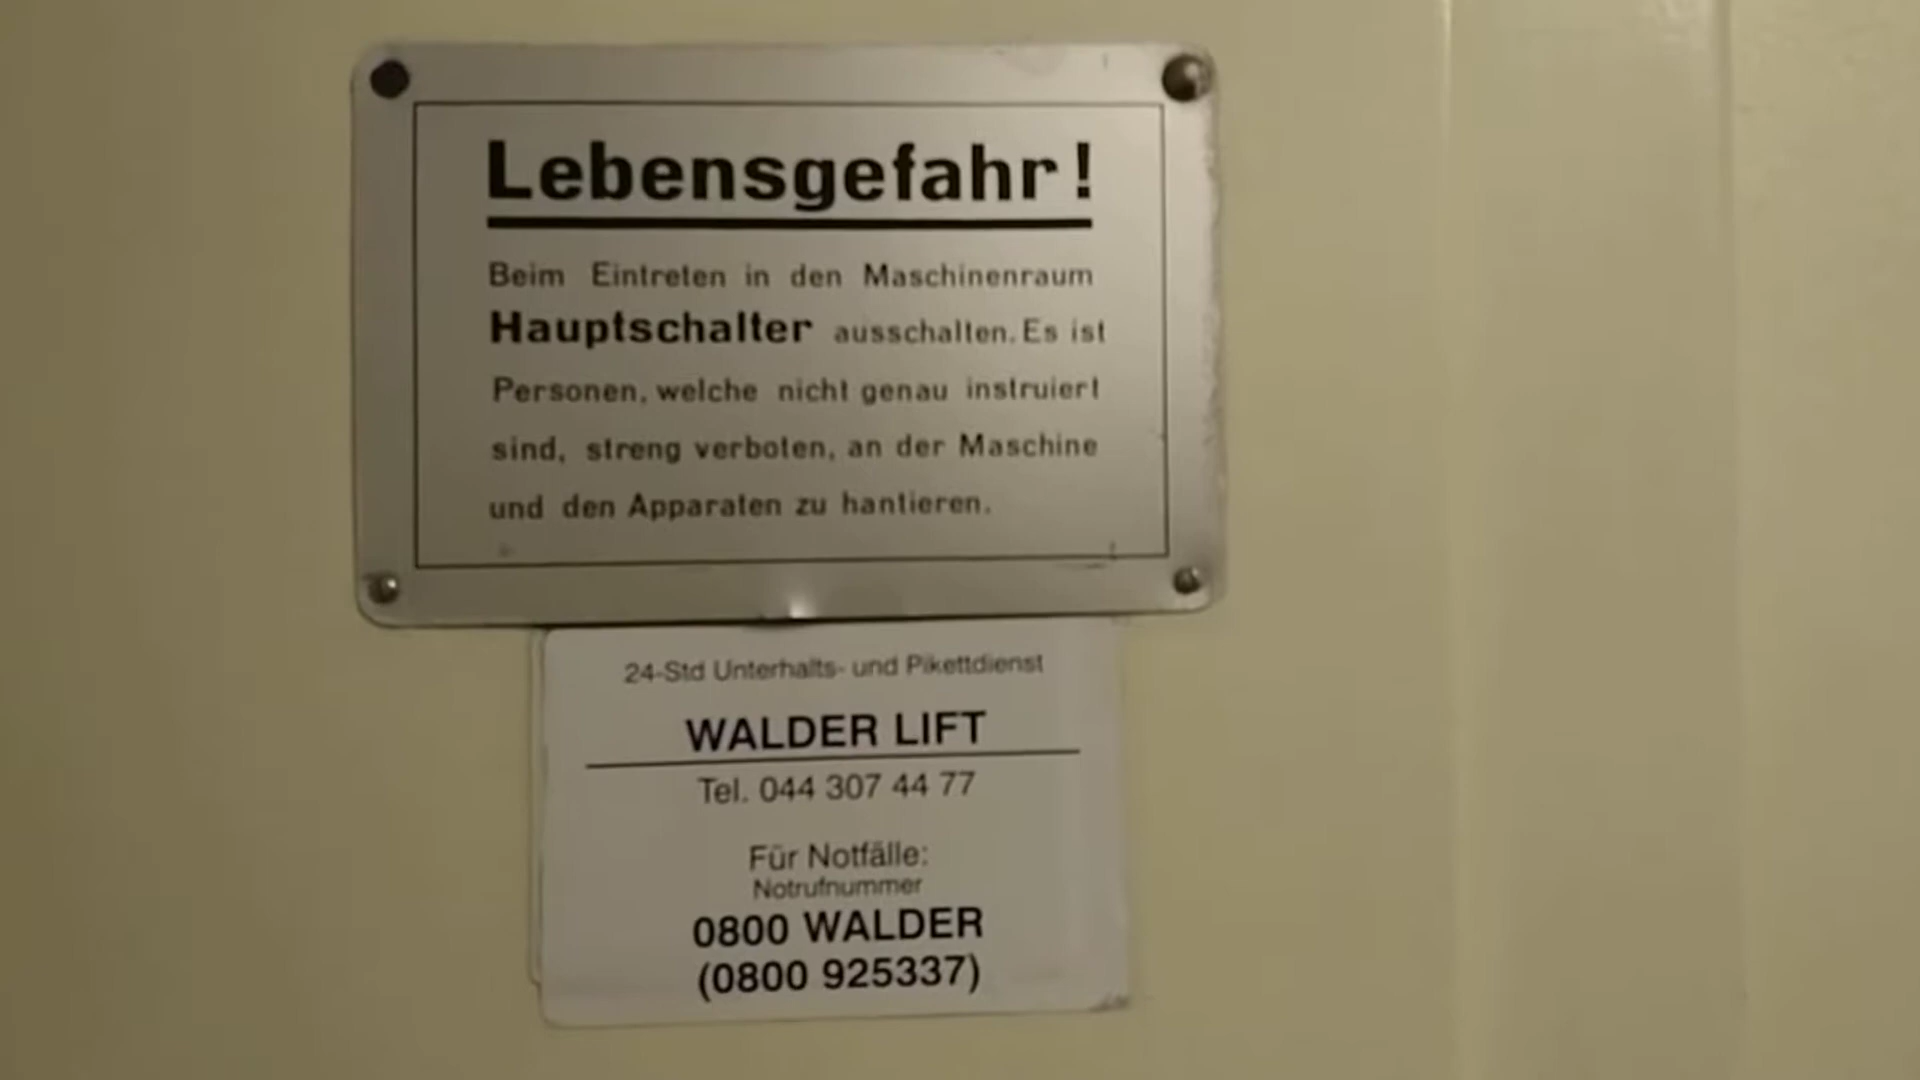 Lebensgefahr!
Beim Eintreten in den Maschinenraum
Hauptschalter ausschalten. Es ist
Personen, welche nicht genau instruiert
sind, streng verboten, an der Maschine
und den Apparaten zu hantieren.
24-Std Unterhalts- und Pikettdienst
WALDER LIFT
Tel. 044 307 44 77
Für Notfälle:
Notrufnummer
0800 WALDER
(0800 925337)